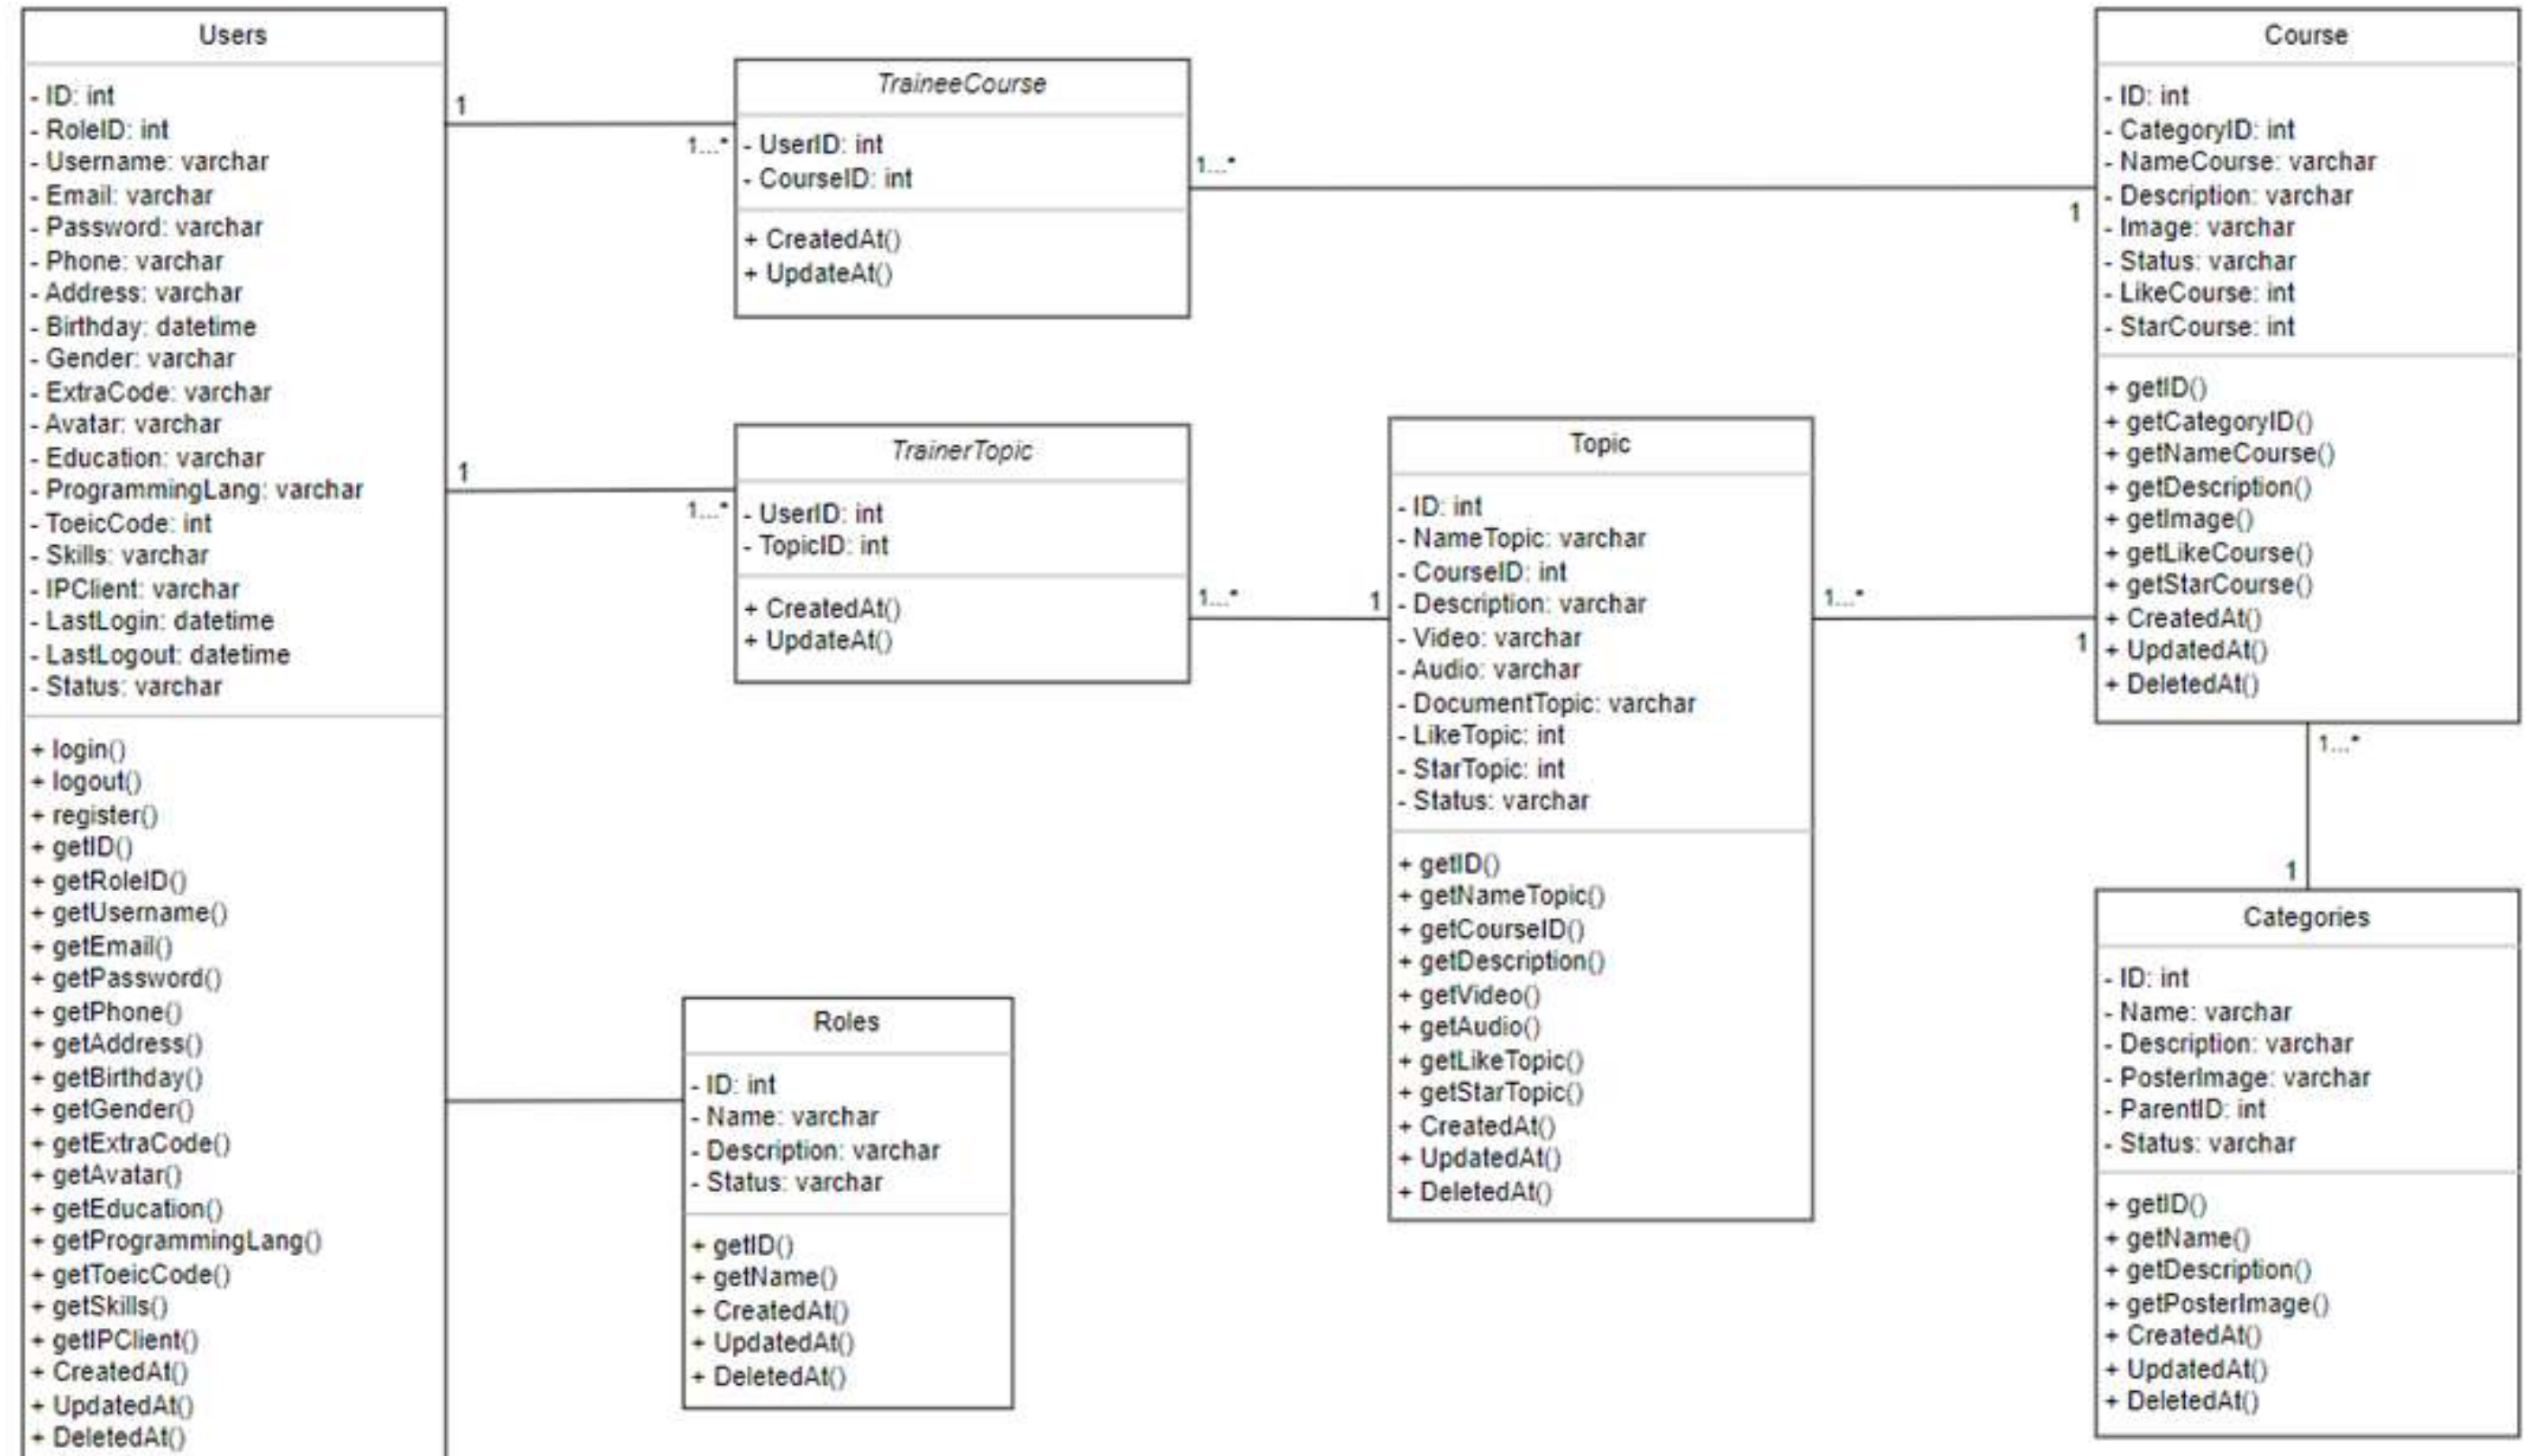 Users
- ID: int
- RoleID: int
- Username: varchar
- Email: varchar
- Password: varchar
- Phone: varchar
- Address: varchar
- Birthday: datetime
- Gender: varchar
- ExtraCode: varchar
- Avatar: varchar
- Education: varchar
- ProgrammingLang: varchar
- ToeicCode: int
- Skills: varchar
- IPClient: varchar
- LastLogin: datetime
- LastLogout: datetime
- Status: varchar
+ login()
+ logout()
+ register()
+ getID()
+ getRoleID()
+ getUsername()
+ getEmail()
+ getPassword()
+ getPhone()
+ getAddress()
+ getBirthday()
+ getGender()
+ getExtraCode()
+ getAvatar()
+ getEducation()
+ getProgrammingLang()
+ getToeicCode()
+ getSkills()
+ getIPClient()
+ CreatedAt()
+ UpdatedAt()
+ DeletedAt()
1
1...*
TraineeCourse
- UserID: int
- CourseID: int
+ CreatedAt()
+ UpdateAt()
1...*
1
1
1...*
TrainerTopic
- UserID: int
- TopicID: int
+ CreatedAt()
+ UpdateAt()
1...*
1
Roles
- ID: int
- Name: varchar
- Description: varchar
- Status: varchar
+ getID()
+ getName()
+ CreatedAt()
+ UpdatedAt()
+ DeletedAt()
Topic
- ID: int
- NameTopic: varchar
- CourseID: int
- Description: varchar
- Video: varchar
- Audio: varchar
- DocumentTopic: varchar
- LikeTopic: int
- StarTopic: int
- Status: varchar
+ getID()
+ getNameTopic()
+ getCourseID()
+ getDescription()
+ getVideo()
+ getAudio()
+ getLikeTopic()
+ getStarTopic()
+ CreatedAt()
+ UpdatedAt()
+ DeletedAt()
1...*
1
Course
- ID: int
- CategoryID: int
- NameCourse: varchar
- Description: varchar
- Image: varchar
- Status: varchar
- LikeCourse: int
- StarCourse: int
+ getID()
+ getCategoryID()
+ getNameCourse()
+ getDescription()
+ getImage()
+ getLikeCourse()
+ getStarCourse()
+ CreatedAt()
+ UpdatedAt()
+ DeletedAt()
1...*
1
Categories
- ID: int
- Name: varchar
- Description: varchar
- PosterImage: varchar
- ParentID: int
- Status: varchar
+ getID()
+ getName()
+ getDescription()
+ getPosterImage()
+ CreatedAt()
+ UpdatedAt()
+ DeletedAt()